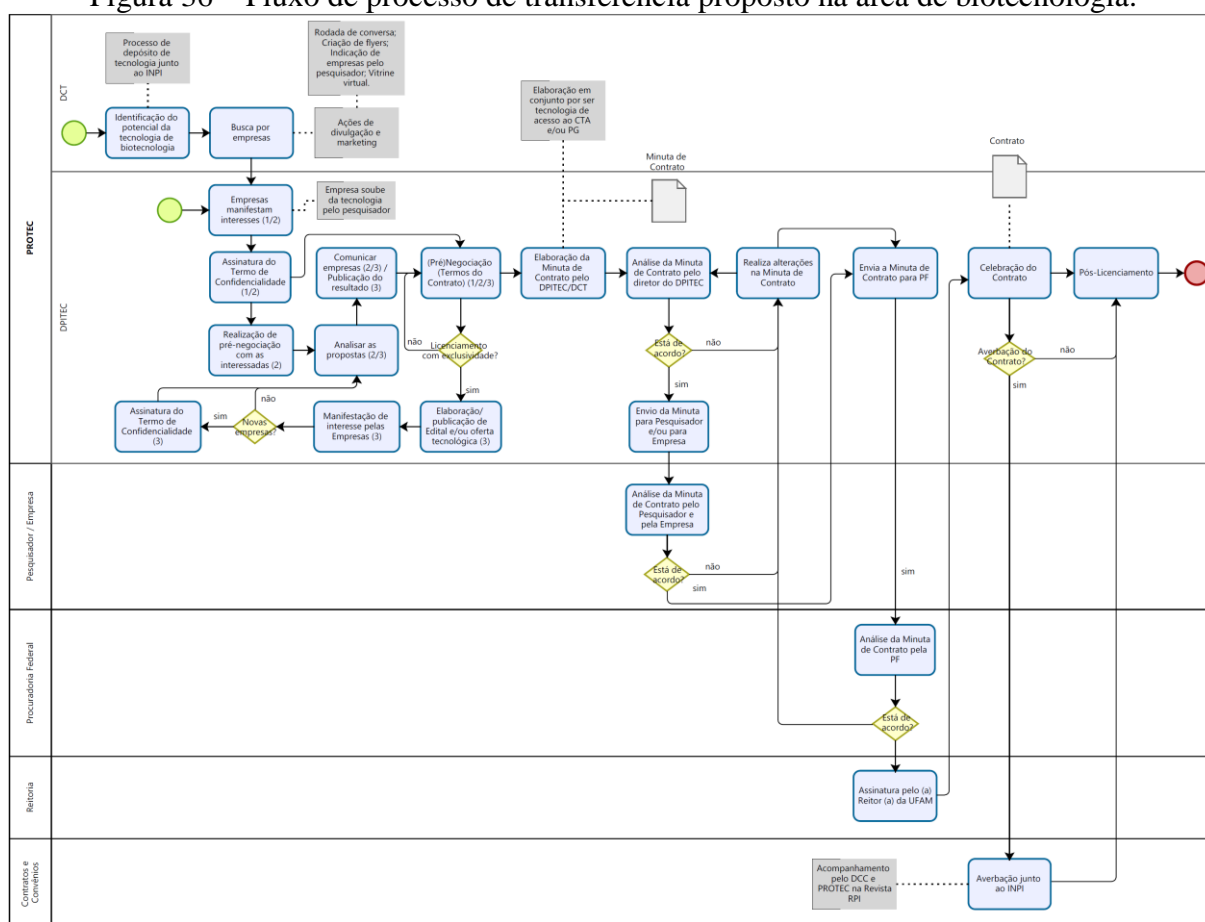 Figura 36 – Fluxo de processo de transferência proposto na área de biotecnologia.
PROTEC
DCT
Processo de
depósito de
tecnologia junto
ao INPI
Rodada de conversa;
Criação de flyers;
Indicação de
empresas pelo
pesquisador; Vitrine
virtual.
Identificação do
potencial da
tecnologia de
biotecnologia
Busca por
empresas
Ações de
divulgação e
marketing
Elaboração em
conjunto por ser
tecnologia de
acesso ao CTA
e/ou PG
Minuta de
Contrato
Contrato
DPITEC
Empresas
manifestam
interesses (1/2)
Empresa soube
da tecnologia
pelo pesquisador
Assinatura do
Termo de
Confidencialidade
(1/2)
Comunicar
empresas (2/3) /
Publicação do
resultado (3)
(Pré)Negociação
(Termos do
Contrato) (1/2/3)
Elaboração da
Minuta de
Contrato pelo
DPITEC/DCT
Análise da Minuta
de Contrato pelo
diretor do DPITEC
Realiza alterações
na Minuta de
Contrato
Envia a Minuta de
Contrato para PF
Celebração do
Contrato
Pós-Licenciamento
Realização de
pré-negociação
com as
interessadas (2)
Analisar as
propostas (2/3)
não
Licenciamento
com exclusividade?
sim
Está de
acordo?
não
sim
Averbação do
Contrato?
não
sim
Assinatura do
Termo de
Confidencialidade
(3)
sim
Novas
empresas?
não
Manifestação de
interesse pelas
Empresas (3)
Elaboração/
publicação de
Edital e/ou oferta
tecnológica (3)
Envio da Minuta
para Pesquisador
e/ou para
Empresa
Pesquisador / Empresa
Análise da Minuta
de Contrato pelo
Pesquisador e
pela Empresa
Está de
acordo?
não
sim
sim
Procuradoria Federal
Análise da Minuta
de Contrato pela
PF
Está de
acordo?
Reitoria
Assinatura pelo (a)
Reitor (a) da UFAM
Contratos e
Convênios
Acompanhamento
pelo DCC e
PROTEC na Revista
RPI
Averbação junto
ao INPI